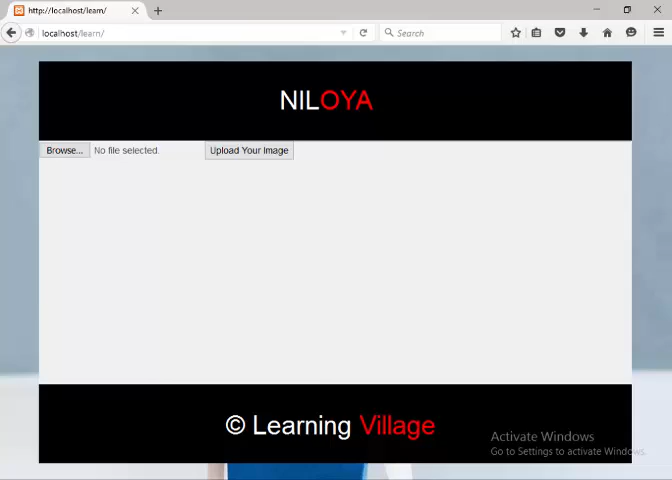 http://localhost/learn/
localhost/learn/
Search
NILOYA
Browse... No file selected. Upload Your Image
© Learning Village
Activate Windows
Go to Settings to activate Windows.